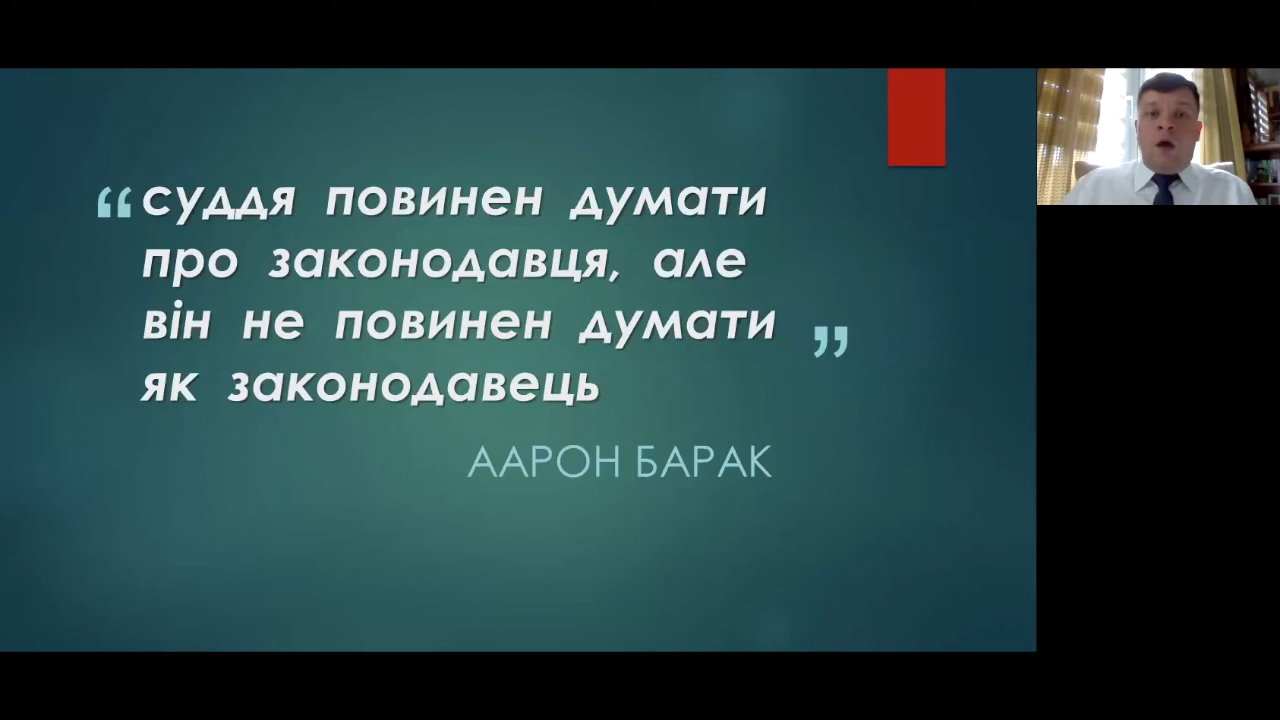 “суддя повинен думати
про законодавця, але
він не повинен думати
як законодавець”
ААРОН БАРАК